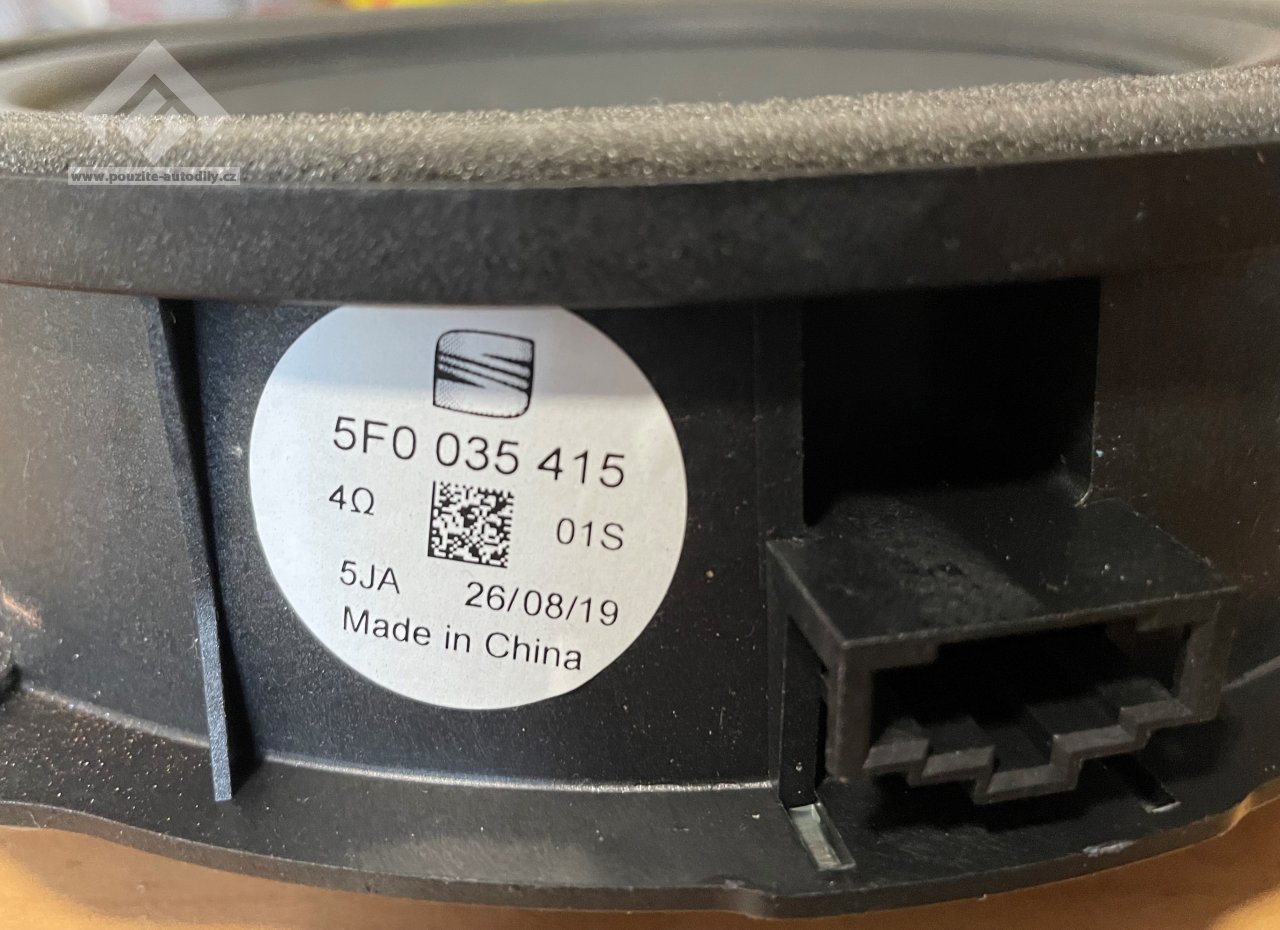 www.pouzite-autodily.cz
5F0 035 415
4Ω 01S
5JA 26/08/19
Made in China